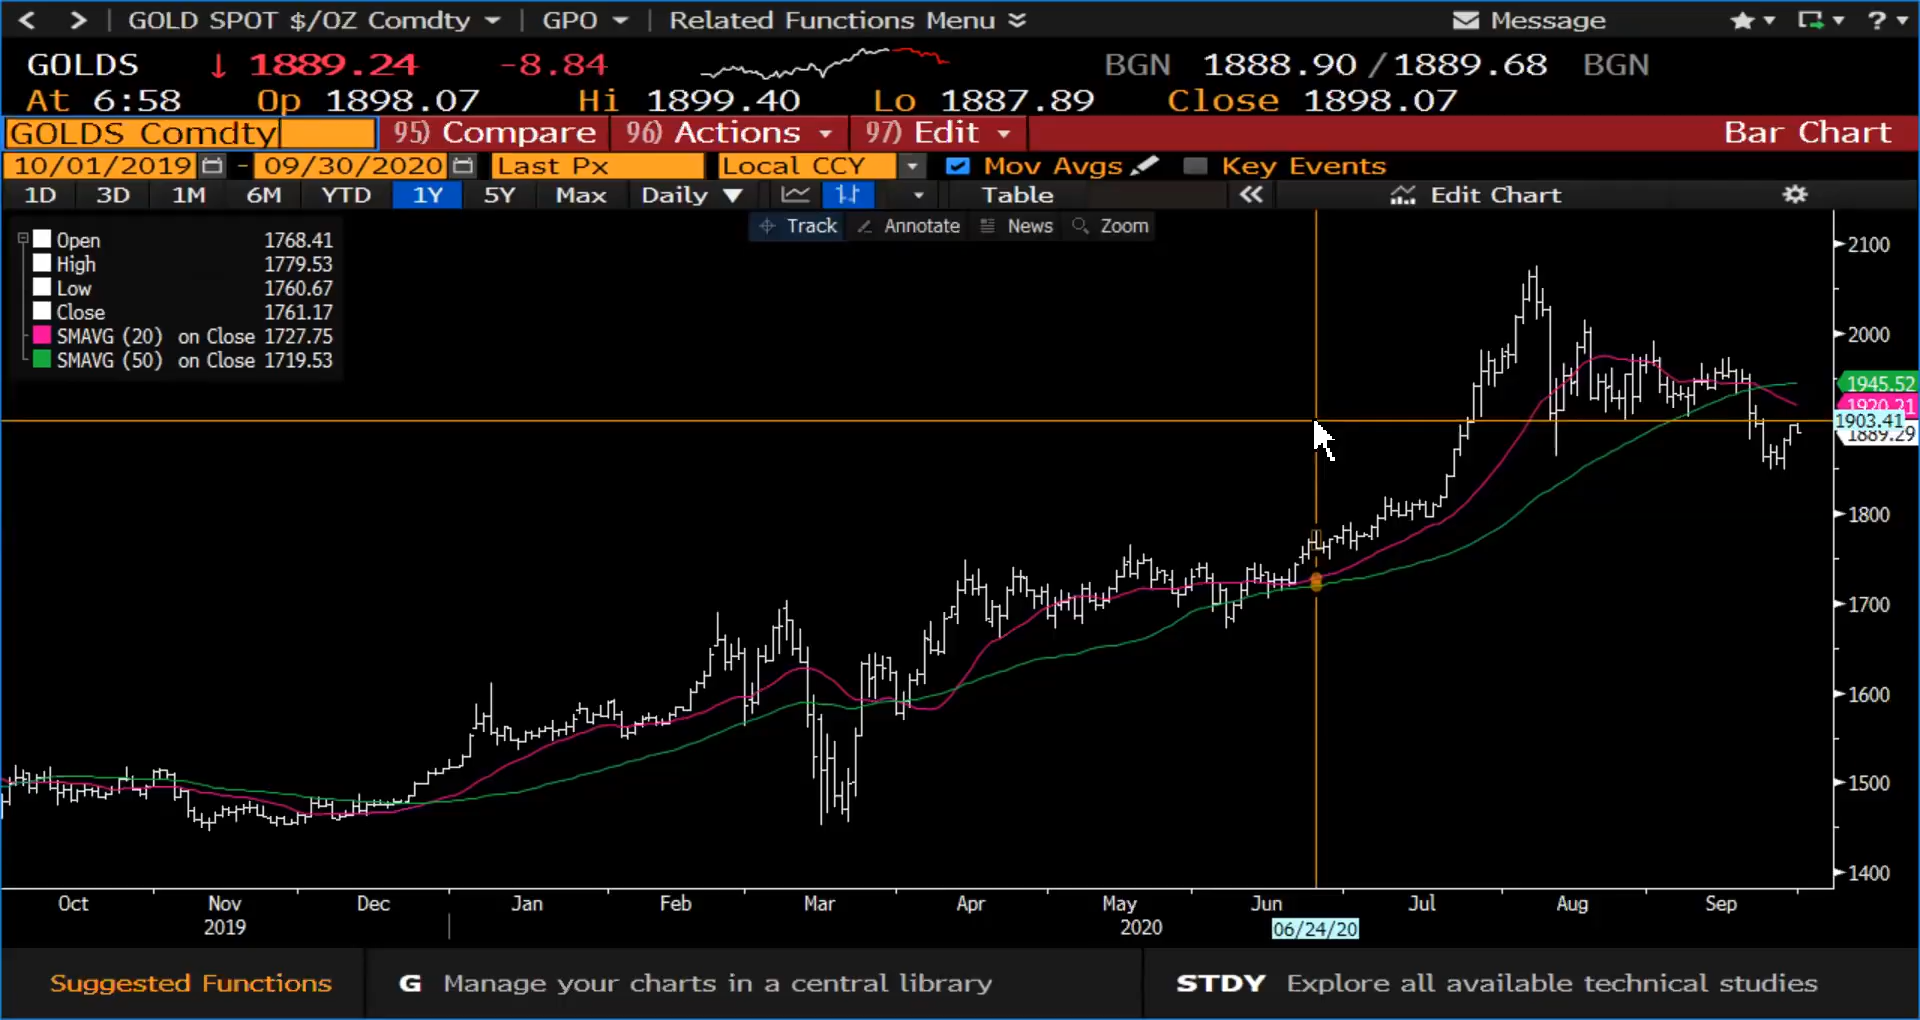 GOLD SPOT $/OZ Comdty GPO Related Functions Menu Message ?
GOLDS ↓ 1889.24 -8.84 BGN 1888.90 / 1889.68 BGN
At 6:58 Op 1898.07 Hi 1899.40 Lo 1887.89 Close 1898.07
GOLDS Comdty 95) Compare 96) Actions 97) Edit Bar Chart
10/01/2019 - 09/30/2020 Last Px Local CCY Mov Avgs Key Events
1D 3D 1M 6M YTD 1Y 5Y Max Daily Table Edit Chart
Track Annotate News Zoom
Open 1768.41
High 1779.53
Low 1760.67
Close 1761.17
SMAVG (20) on Close 1727.75
SMAVG (50) on Close 1719.53
2100
2000
1945.52
1920.21
1903.41
1889.29
1800
1700
1600
1500
1400
Oct Nov Dec Jan Feb Mar Apr May Jun Jul Aug Sep
2019 2020 06/24/20
Suggested Functions G Manage your charts in a central library STDY Explore all available technical studies